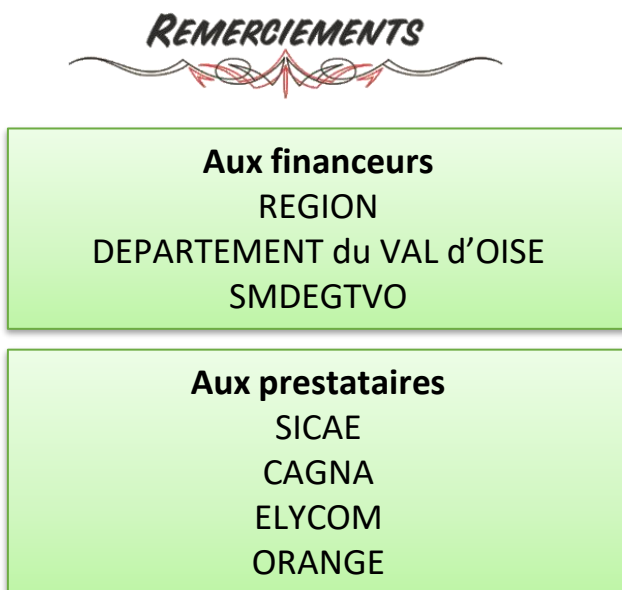 REMERCIEMENTS
Aux financeurs
REGION
DEPARTEMENT du VAL d’OISE
SMDEGTVO
Aux prestataires
SICAE
CAGNA
ELYCOM
ORANGE